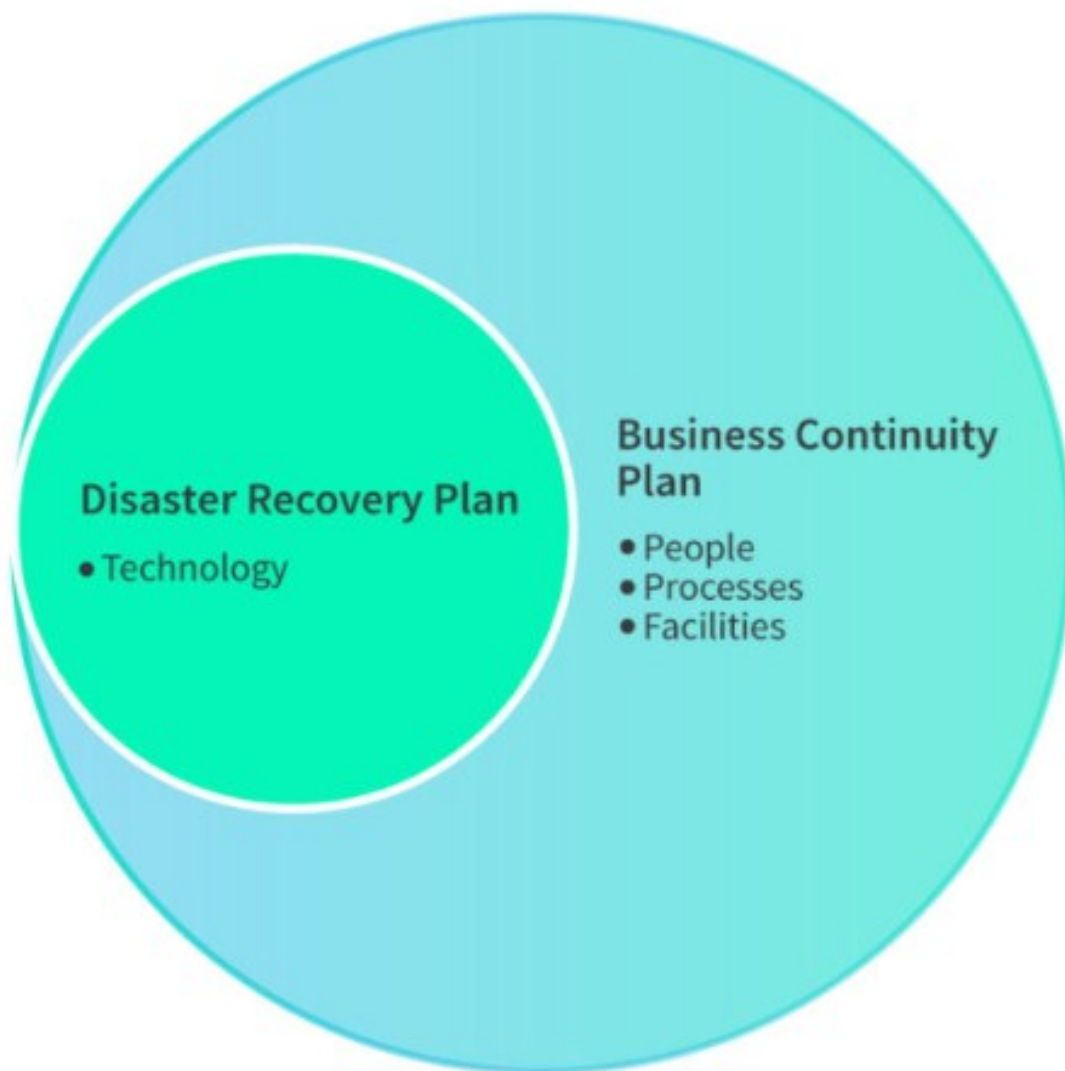 Disaster Recovery Plan
• Technology
Business Continuity
Plan
• People
• Processes
• Facilities